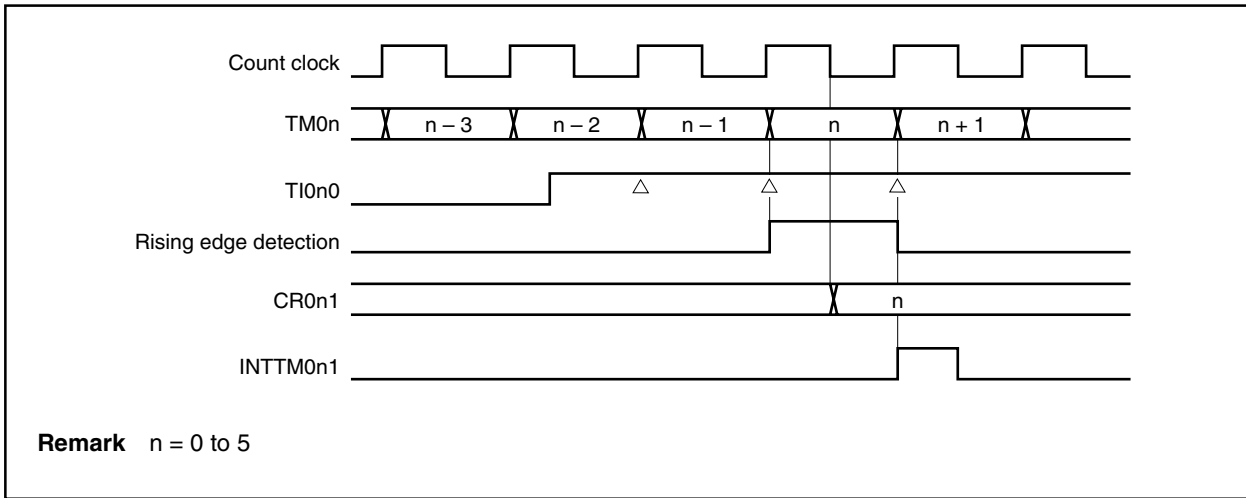 Count clock
TM0n n – 3 n – 2 n – 1 n n + 1
TI0n0
Rising edge detection
CR0n1 n
INTTM0n1
Remark n = 0 to 5